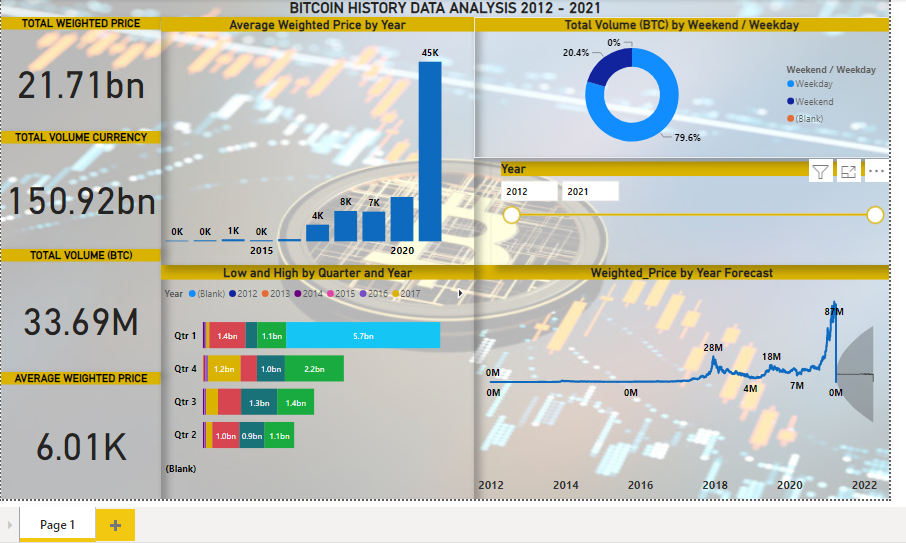 BITCOIN HISTORY DATA ANALYSIS 2012 - 2021
TOTAL WEIGHTED PRICE
21.71bn
TOTAL VOLUME CURRENCY
150.92bn
TOTAL VOLUME (BTC)
33.69M
AVERAGE WEIGHTED PRICE
6.01K
Average Weighted Price by Year
45K
8K
7K
4K
0K 0K 1K 0K
2015 2020
Total Volume (BTC) by Weekend / Weekday
0%
20.4%
79.6%
Weekend / Weekday
Weekday
Weekend
(Blank)
Year
2012 2021
Low and High by Quarter and Year
Year (Blank) 2012 2013 2014 2015 2016 2017
Qtr 1 1.4bn 1.1bn 5.7bn
Qtr 4 1.2bn 1.0bn 2.2bn
Qtr 3 1.3bn 1.4bn
Qtr 2 1.0bn 0.9bn 1.1bn
(Blank)
Weighted_Price by Year Forecast
87M
28M
18M
0M
4M 7M
0M 0M 0M
2012 2014 2016 2018 2020 2022
Page 1